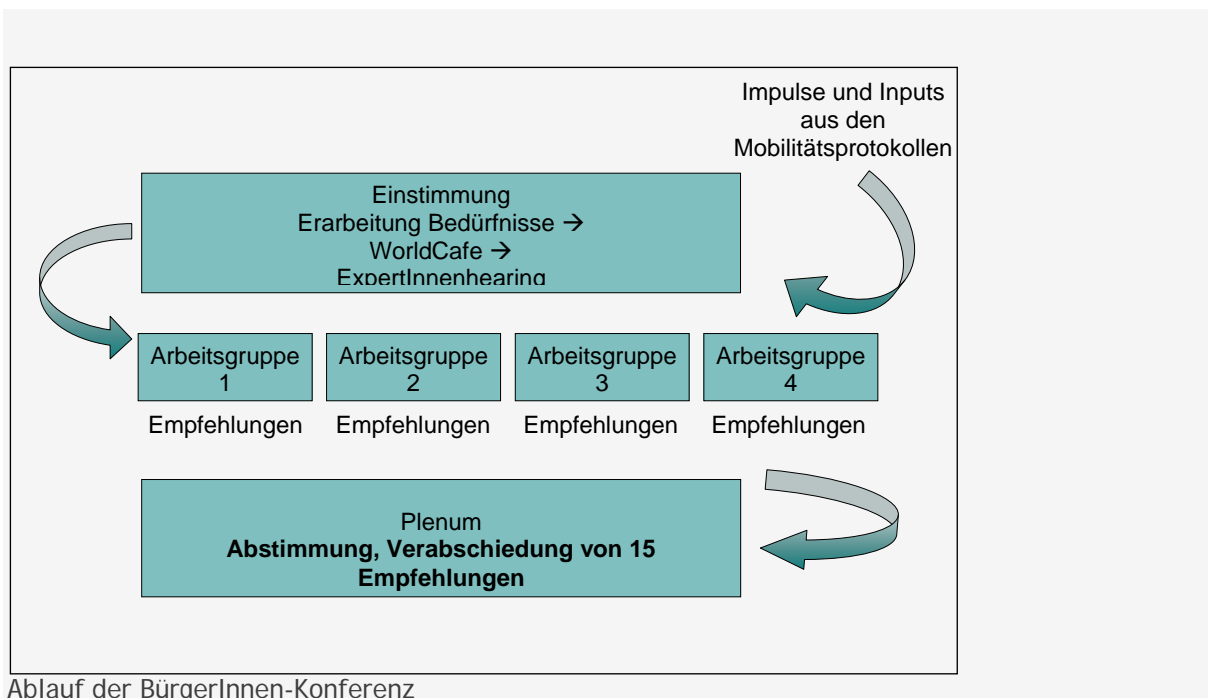 Impulse und Inputs
aus den
Mobilitätsprotokollen
Einstimmung
Erarbeitung Bedürfnisse →
WorldCafe →
ExpertInnenhearing
Arbeitsgruppe
1
Arbeitsgruppe
2
Arbeitsgruppe
3
Arbeitsgruppe
4
Empfehlungen
Empfehlungen
Empfehlungen
Empfehlungen
Plenum
Abstimmung, Verabschiedung von 15
Empfehlungen
Ablauf der BürgerInnen-Konferenz